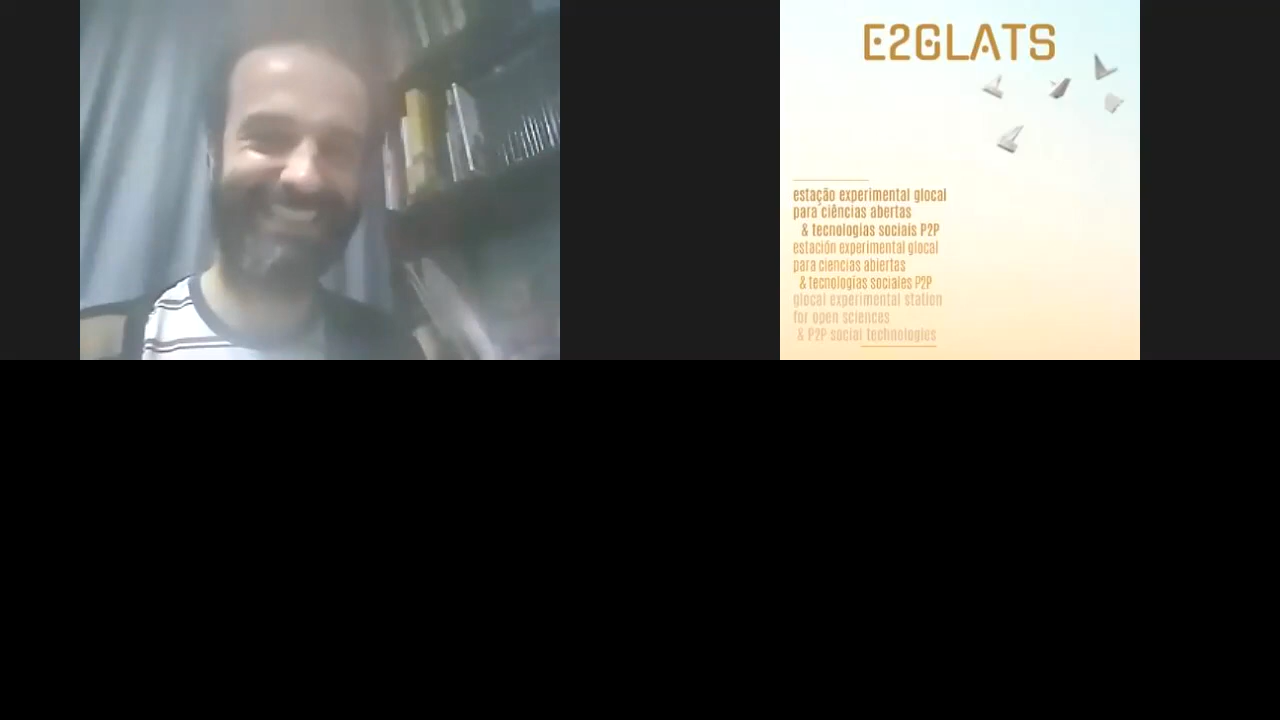 E2GLATS
estação experimental glocal
para ciências abertas
& tecnologias sociais P2P
estación experimental glocal
para ciencias abiertas
& tecnologías sociales P2P
glocal experimental station
for open sciences
& P2P social technologies